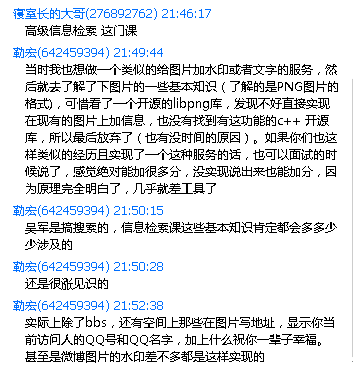 寝室长的大哥(276892762) 21:46:17
高级信息检索 这门课
勒宏(642459394) 21:49:44
当时我也想做一个类似的给图片加水印或者文字的服务，然
后就去了解了下图片的一些基本知识（了解的是PNG图片的
格式)，可惜看了一个开源的libpng库，发现不好直接实现
在现有的图片上加信息，也没有找到有这功能的c++ 开源
库，所以最后放弃了（也有没时间的原因）。如果你们也这
样类似的经历且实现了一个这种服务的话，也可以面试的时
候说了，感觉绝对能加很多分，没实现说出来也能加分，因
为原理完全明白了，几乎就差工具了
勒宏(642459394) 21:50:15
吴军是搞搜索的，信息检索课这些基本知识肯定都会多多少
少涉及的
勒宏(642459394) 21:50:28
还是很涨见识的
勒宏(642459394) 21:52:38
实际上除了bbs，还有空间上那些在图片写地址，显示你当
前访问人的QQ号和QQ名字，加上什么祝你一辈子幸福。
甚至是微博图片的水印差不多都是这样实现的